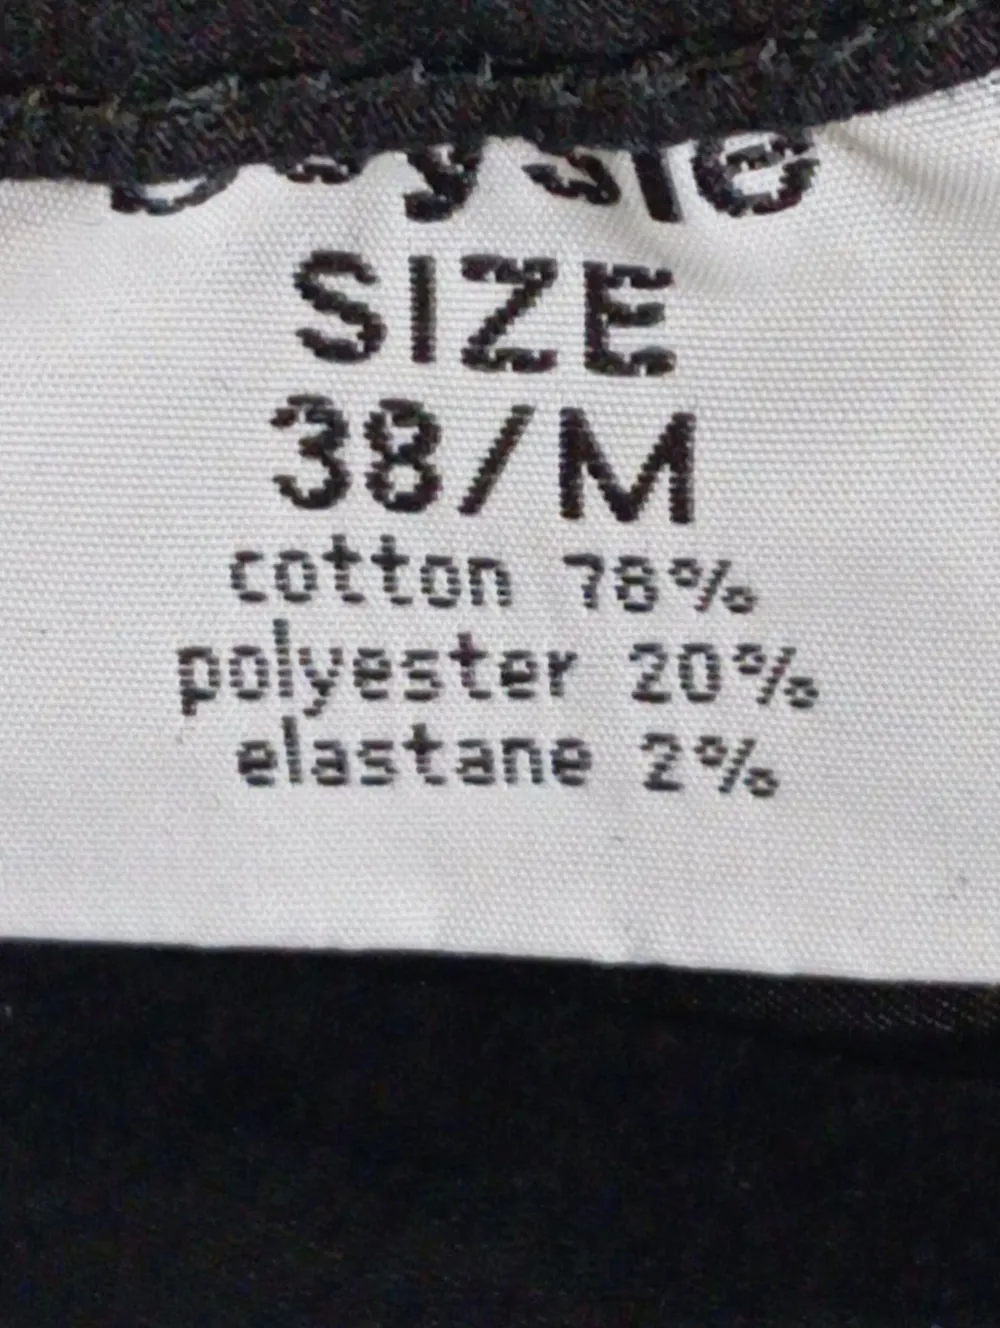 SIZE
38/M
cotton 78%
polyester 20%
elastane 2%